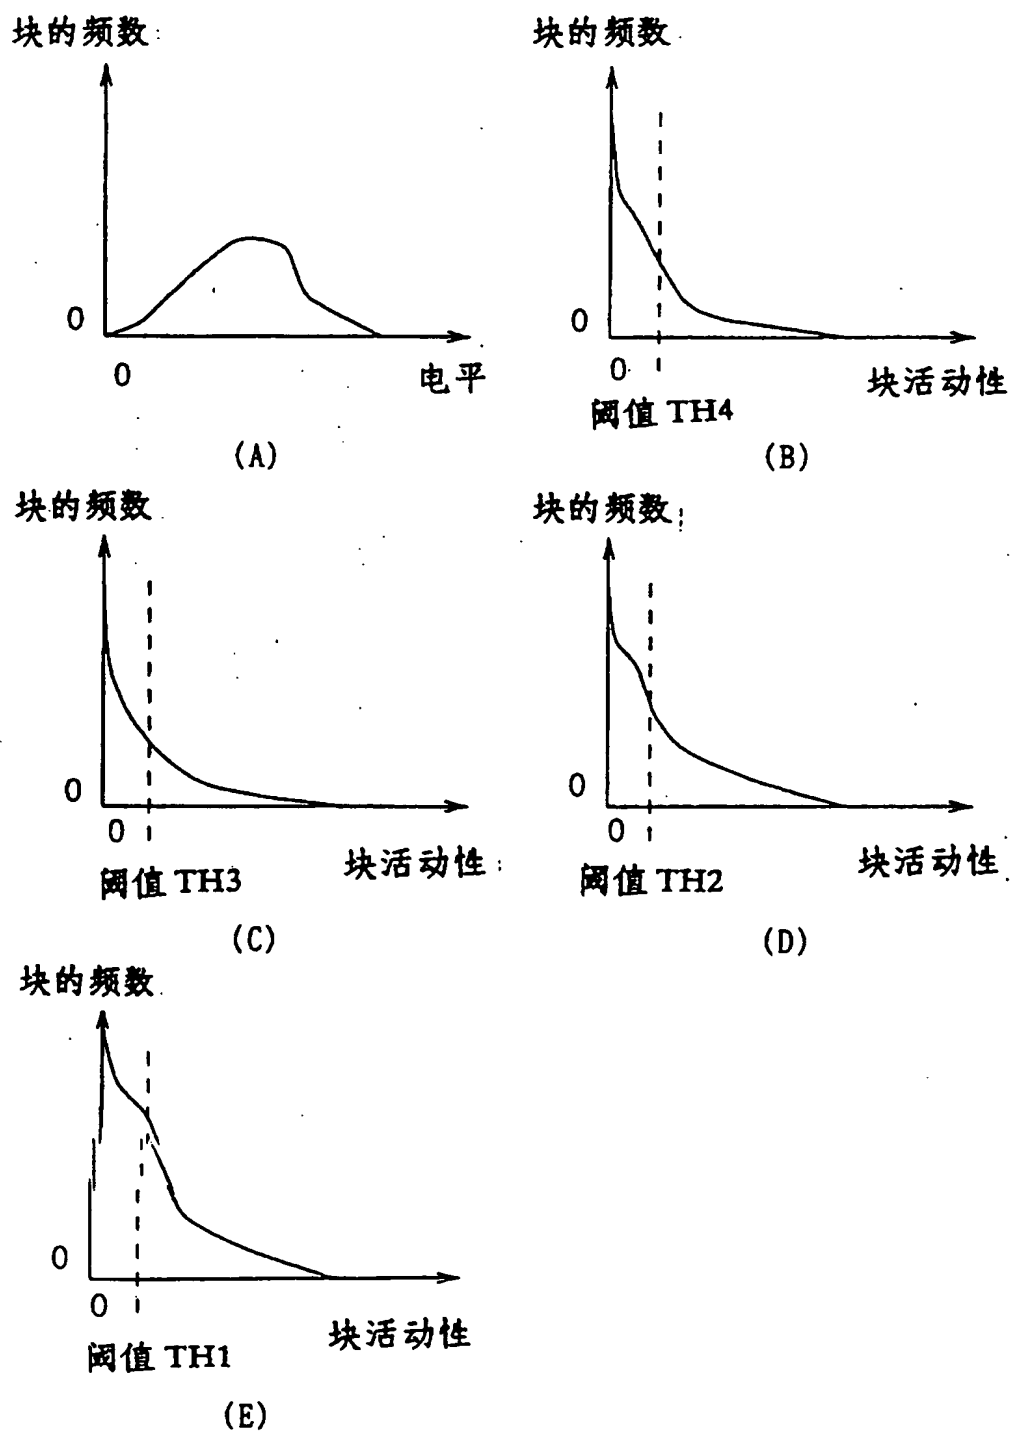 块的频数
0
0
电平
(A)
块的频数
0
0
块活动性
阈值 TH4
(B)
块的频数
0
0
块活动性
阈值 TH3
(C)
块的频数
0
0
块活动性
阈值 TH2
(D)
块的频数
0
0
块活动性
阈值 TH1
(E)